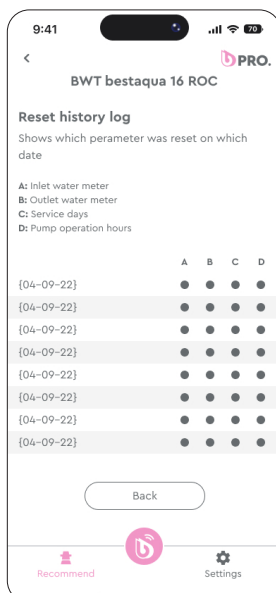 9:41
70
PRO.
BWT bestaqua 16 ROC
Reset history log
Shows which perameter was reset on which
date
A: Inlet water meter
B: Outlet water meter
C: Service days
D: Pump operation hours
A B C D
{04-09-22}
{04-09-22}
{04-09-22}
{04-09-22}
{04-09-22}
{04-09-22}
{04-09-22}
{04-09-22}
Back
Recommend
Settings